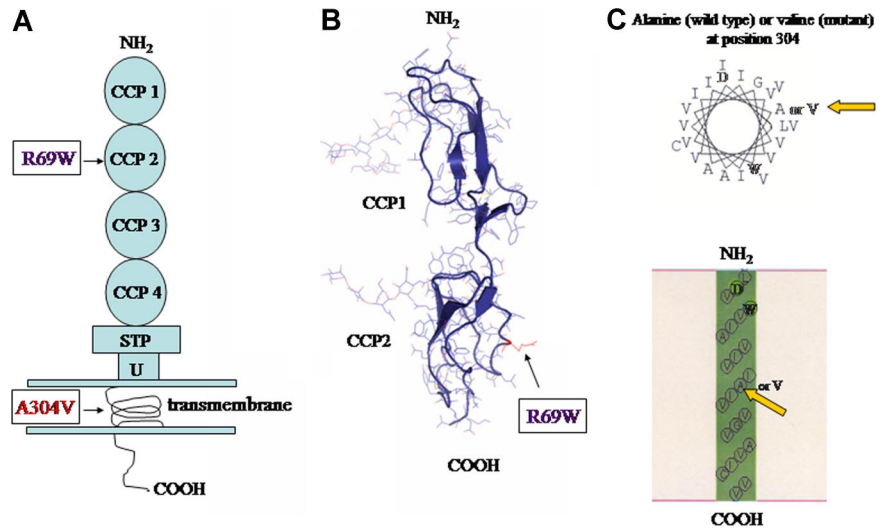 A
NH2
CCP 1
R69W
CCP 2
CCP 3
CCP 4
STP
U
A304V
transmembrane
COOH
B
NH2
CCP1
CCP2
R69W
COOH
C
Alanine (wild type) or valine (mutant)
at position 304
I
I D I
I G
I V
V V
V A or V
V L V
C V V
V V
A A I W
NH2
D
W
or V
COOH